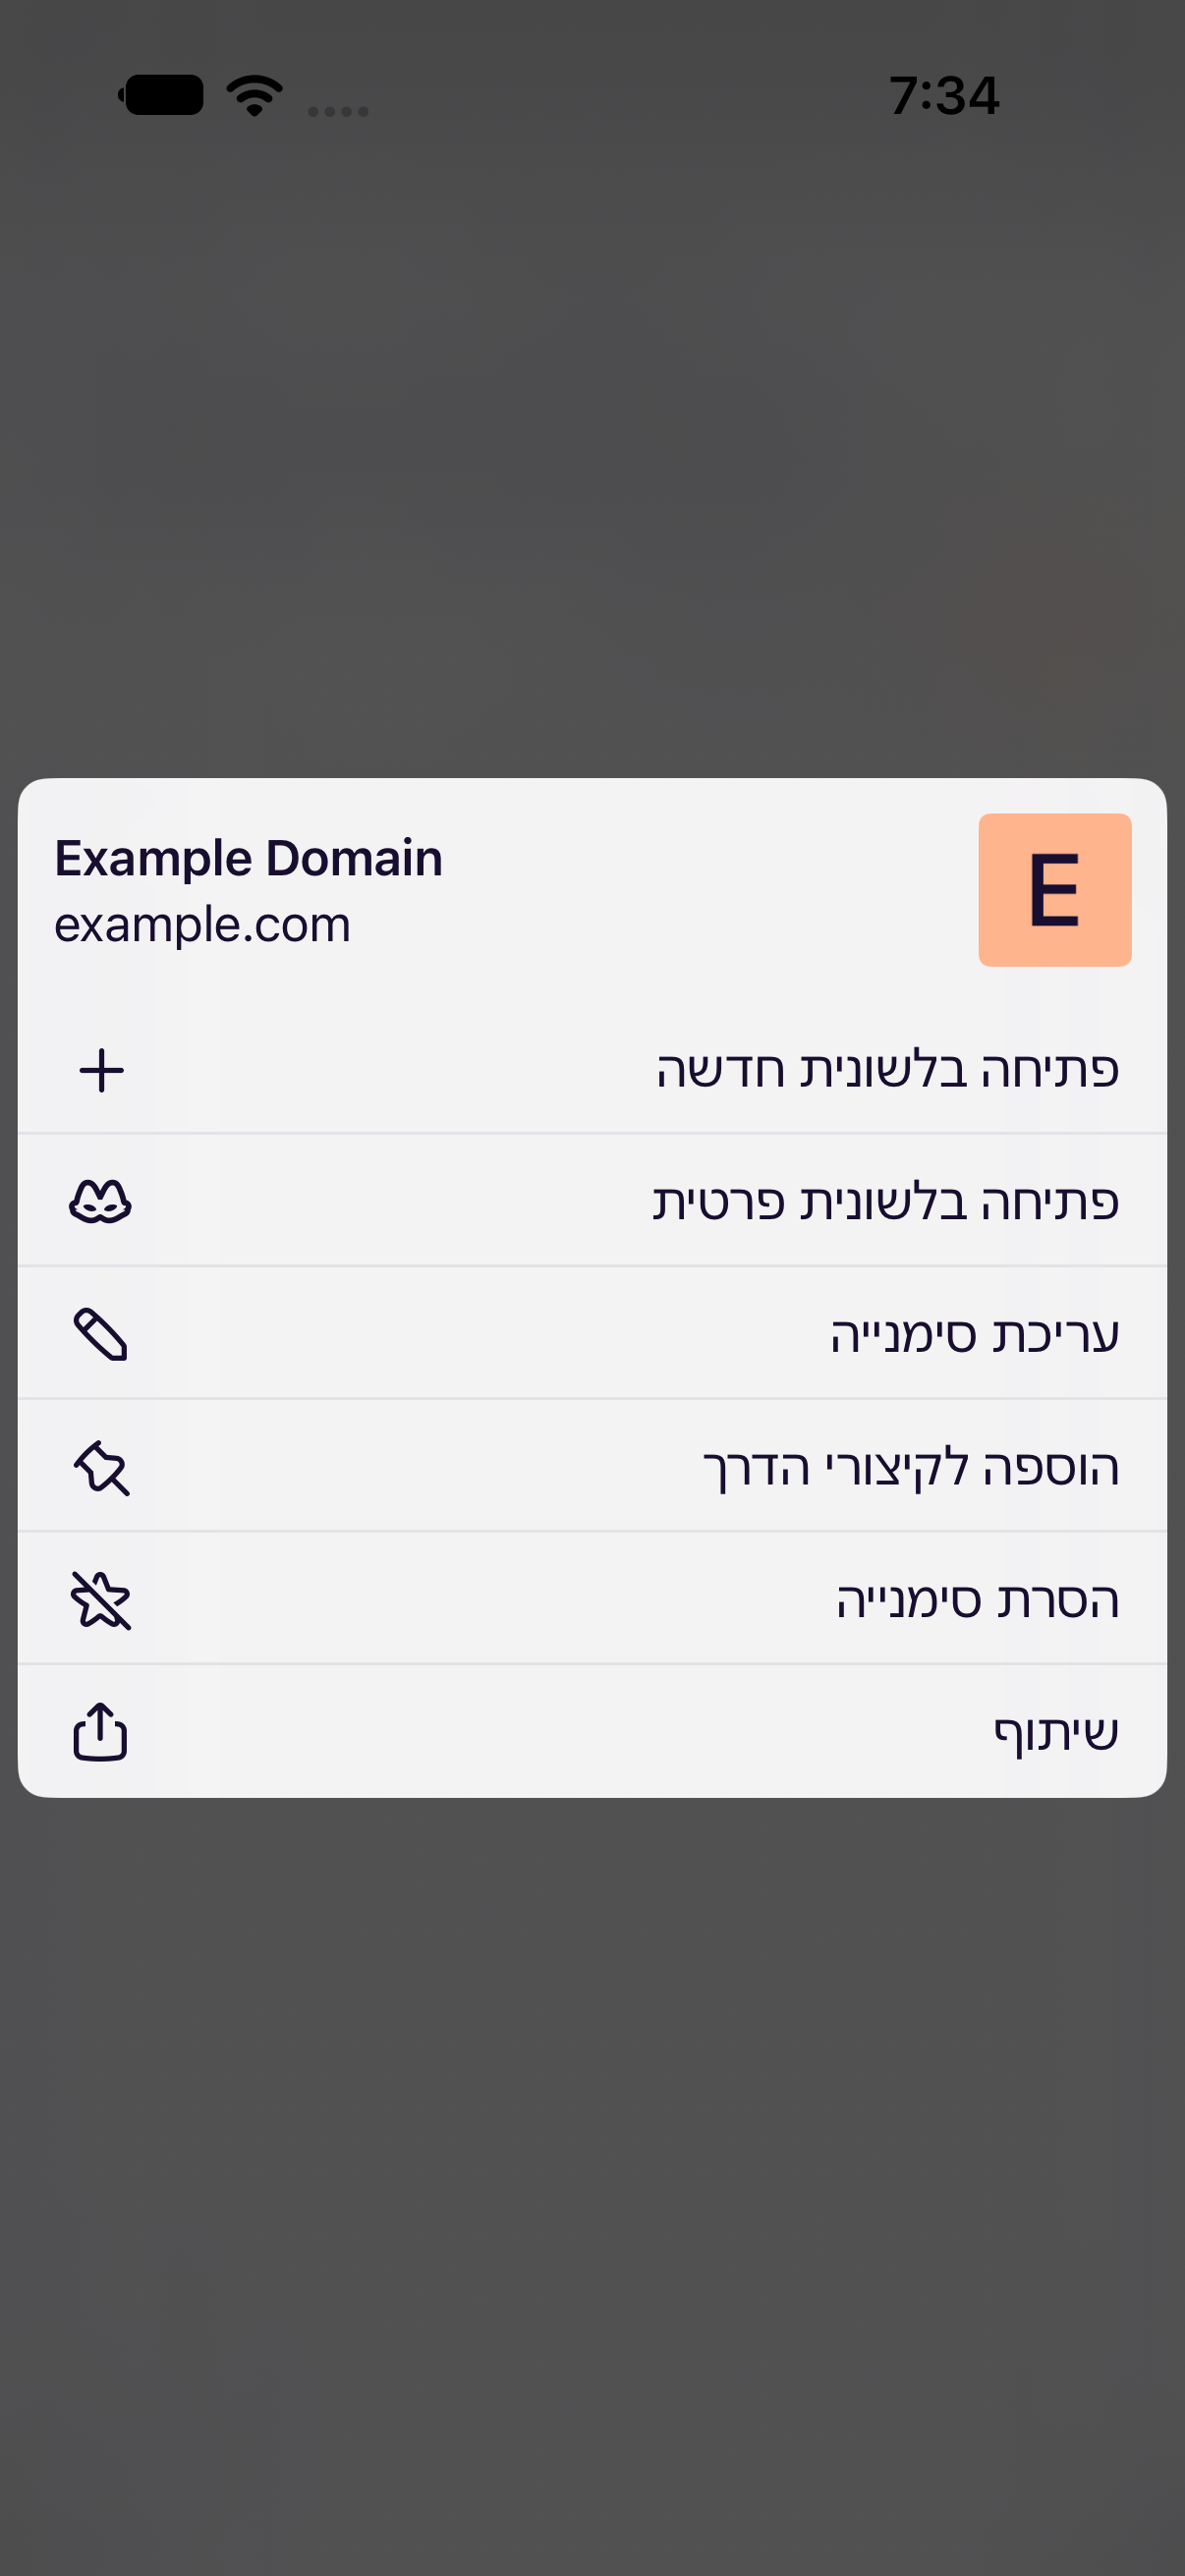 7:34
E
Example Domain
example.com
פתיחה בלשונית חדשה
פתיחה בלשונית פרטית
עריכת סימנייה
הוספה לקיצורי הדרך
הסרת סימנייה
שיתוף